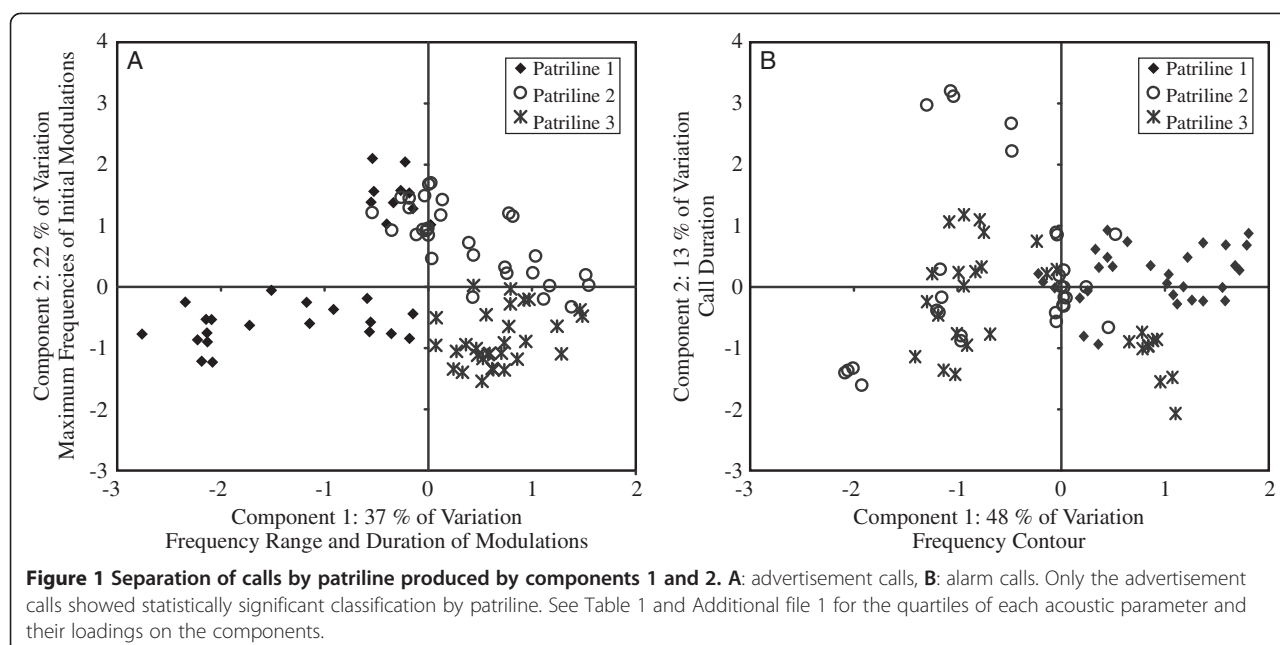 A
Patriline 1
Patriline 2
Patriline 3
4
3
2
1
0
-1
-2
-3
-3
-2
-1
0
1
2
Component 2: 22 % of Variation
Maximum Frequencies of Initial Modulations
Component 1: 37 % of Variation
Frequency Range and Duration of Modulations
B
Patriline 1
Patriline 2
Patriline 3
4
3
2
1
0
-1
-2
-3
-3
-2
-1
0
1
2
Component 2: 13 % of Variation
Call Duration
Component 1: 48 % of Variation
Frequency Contour
Figure 1 Separation of calls by patriline produced by components 1 and 2. A: advertisement calls, B: alarm calls. Only the advertisement
calls showed statistically significant classification by patriline. See Table 1 and Additional file 1 for the quartiles of each acoustic parameter and
their loadings on the components.